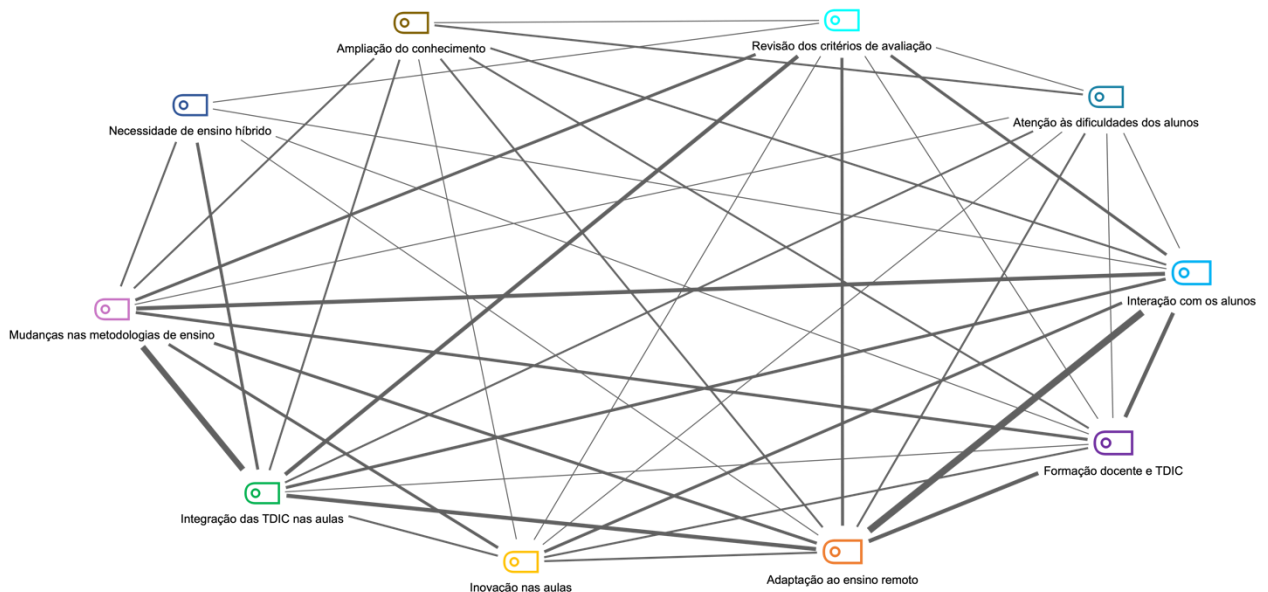 Ampliação do conhecimento
Revisão dos critérios de avaliação
Necessidade de ensino híbrido
Atenção às dificuldades dos alunos
Mudanças nas metodologias de ensino
Interação com os alunos
Formação docente e TDIC
Integração das TDIC nas aulas
Inovação nas aulas
Adaptação ao ensino remoto